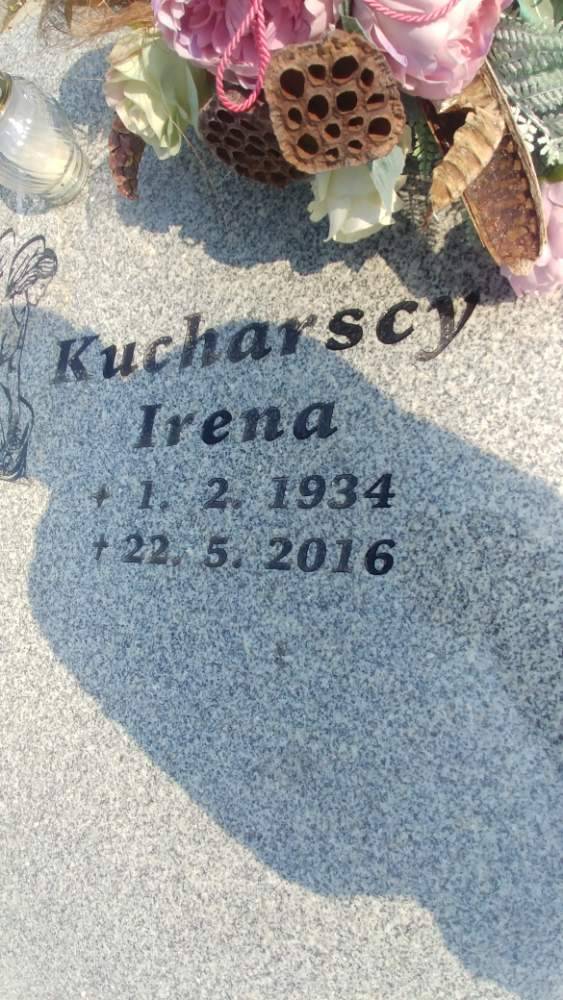 Kucharscy
Irena
* 1. 2. 1934
† 22. 5. 2016